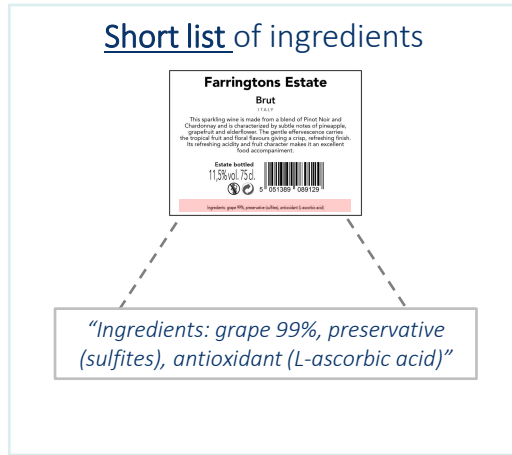 Short list of ingredients
Farringtons Estate
Brut
ITALY
This sparkling wine is made from a blend of Pinot Noir and
Chardonnay and is characterized by subtle notes of pineapple,
grapefruit and elderflower. The gentle effervescence carries
the tropical fruit and floral flavours giving a crisp, refreshing finish.
Its refreshing acidity and fruit character makes it an excellent
food accompaniment.
Estate bottled
11,5%vol. 75 cl.
5 051389 089129
Ingredients: grape 99%, preservative (sulfites), antioxidant (L-ascorbic acid)
“Ingredients: grape 99%, preservative
(sulfites), antioxidant (L-ascorbic acid)”